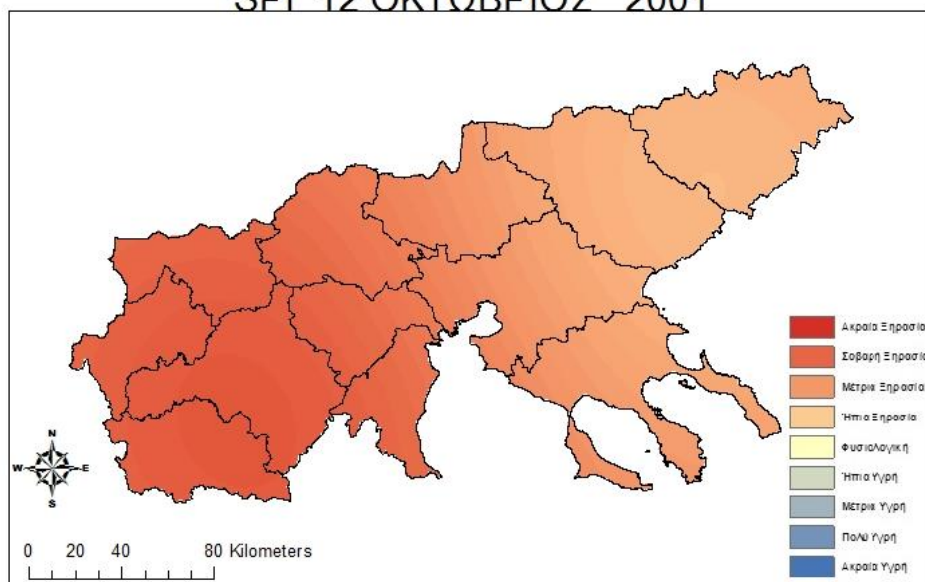 12 ΟΚΤΩΒΡΙΟΣ 2001
Ακραία Ξηρασία
Σοβαρή Ξηρασία
Μέτρια Ξηρασία
Ήπια Ξηρασία
Φυσιολογική
Ήπια Υγρή
Μέτρια Υγρή
Πολύ Υγρή
Ακραία Υγρή
N
W E
S
0 20 40 80 Kilometers